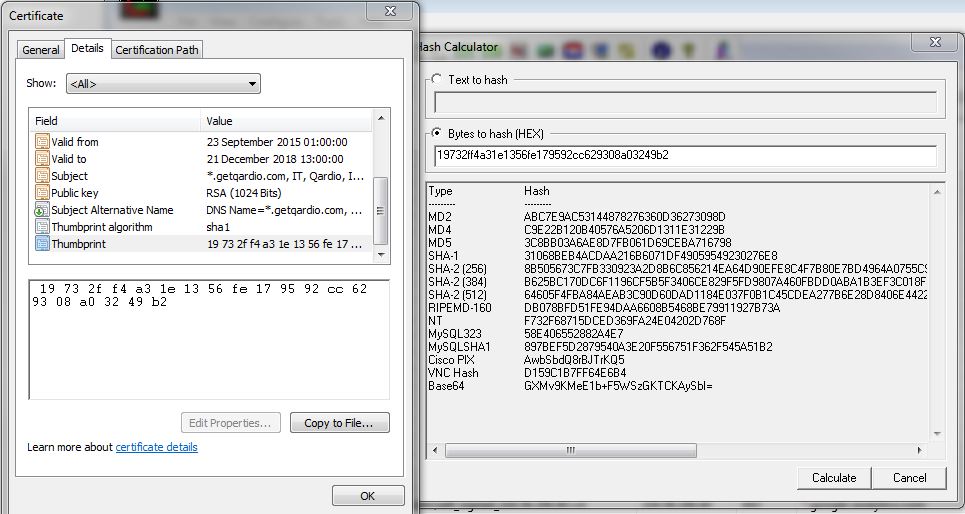 Certificate
General
Details
Certification Path
Show:
<All>
Field
Value
Valid from
23 September 2015 01:00:00
Valid to
21 December 2018 13:00:00
Subject
*.getqardio.com, IT, Qardio, I...
Public key
RSA (1024 Bits)
Subject Alternative Name
DNS Name=*.getqardio.com, ...
Thumbprint algorithm
sha1
Thumbprint
19 73 2f f4 a3 1e 13 56 fe 17 ...
19 73 2f f4 a3 1e 13 56 fe 17 95 92 cc 62
93 08 a0 32 49 b2
Edit Properties...
Copy to File...
Learn more about certificate details
OK
Hash Calculator
Text to hash
Bytes to hash (HEX)
19732ff4a31e1356fe179592cc629308a03249b2
Type
Hash
---------
---------
MD2
ABC7E9AC53144878276360D36273098D
MD4
C9E22B120B40576A5206D1311E31229B
MD5
3C8BB03A6AE8D7FB061D69CEBA716798
SHA-1
31068BEB4ACDAA216B6071DF49059549230276E8
SHA-2 (256)
8B505673C7FB330923A2D8B6C856214EA64D90EFE8C4F7B80E7BD4964A0755C9
SHA-2 (384)
B625BC170DC6F1196CF5B5F3406CE829F5FD9807A460FBDD0ABA1B3EF3C018F
SHA-2 (512)
64605F4FBA84AEAB3C90D60DAD1184E037F0B1C45CDEA277B6E28D8406E4422
RIPEMD-160
DB078BFD51FE94DAA6608B5468BE79911927B73A
NT
F732F68715DCED369FA24E04202D768F
MySQL323
58E406552882A4E7
MySQLSHA1
897BEF5D2879540A3E20F556751F362F545A51B2
Cisco PIX
AwbSbdQ8rBJTrKQ5
VNC Hash
D159C1B7FF64E6B4
Base64
GXMv9KMeE1b+F5WSzGKTCKAySbI=
Calculate
Cancel